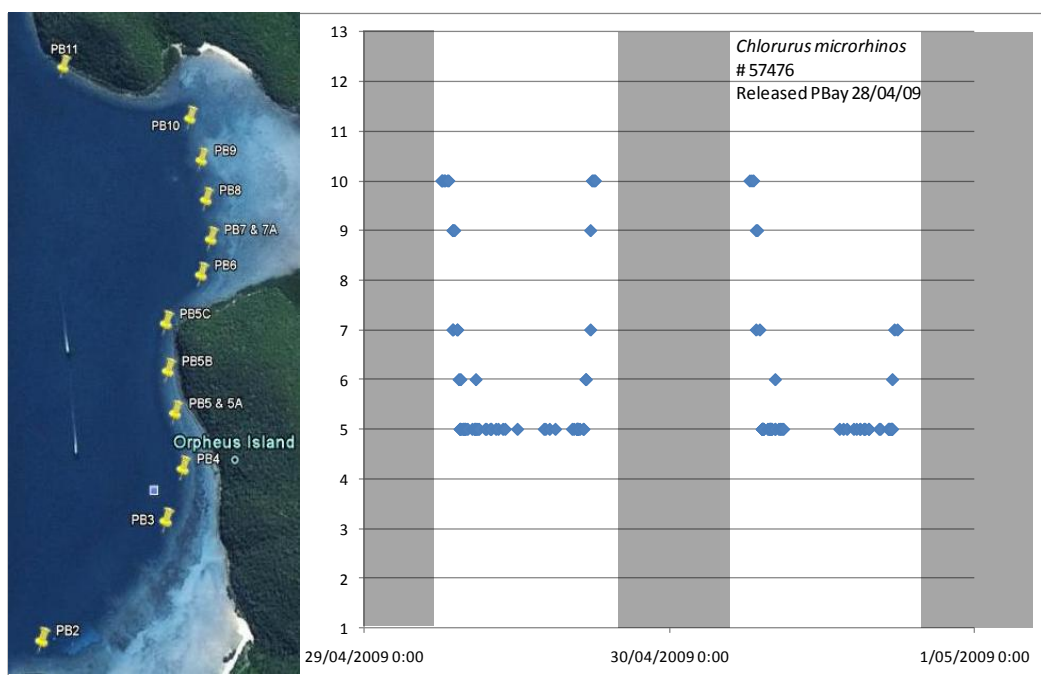 PB11
PB10
PB9
PB8
PB7 & 7A
PB6
PB5C
PB5B
PB5 & 5A
Orpheus Island
PB4
PB3
PB2
13
12
11
10
9
8
7
6
5
4
3
2
1
Chlorurus microrhinos
# 57476
Released PBay 28/04/09
29/04/2009 0:00
30/04/2009 0:00
1/05/2009 0:00